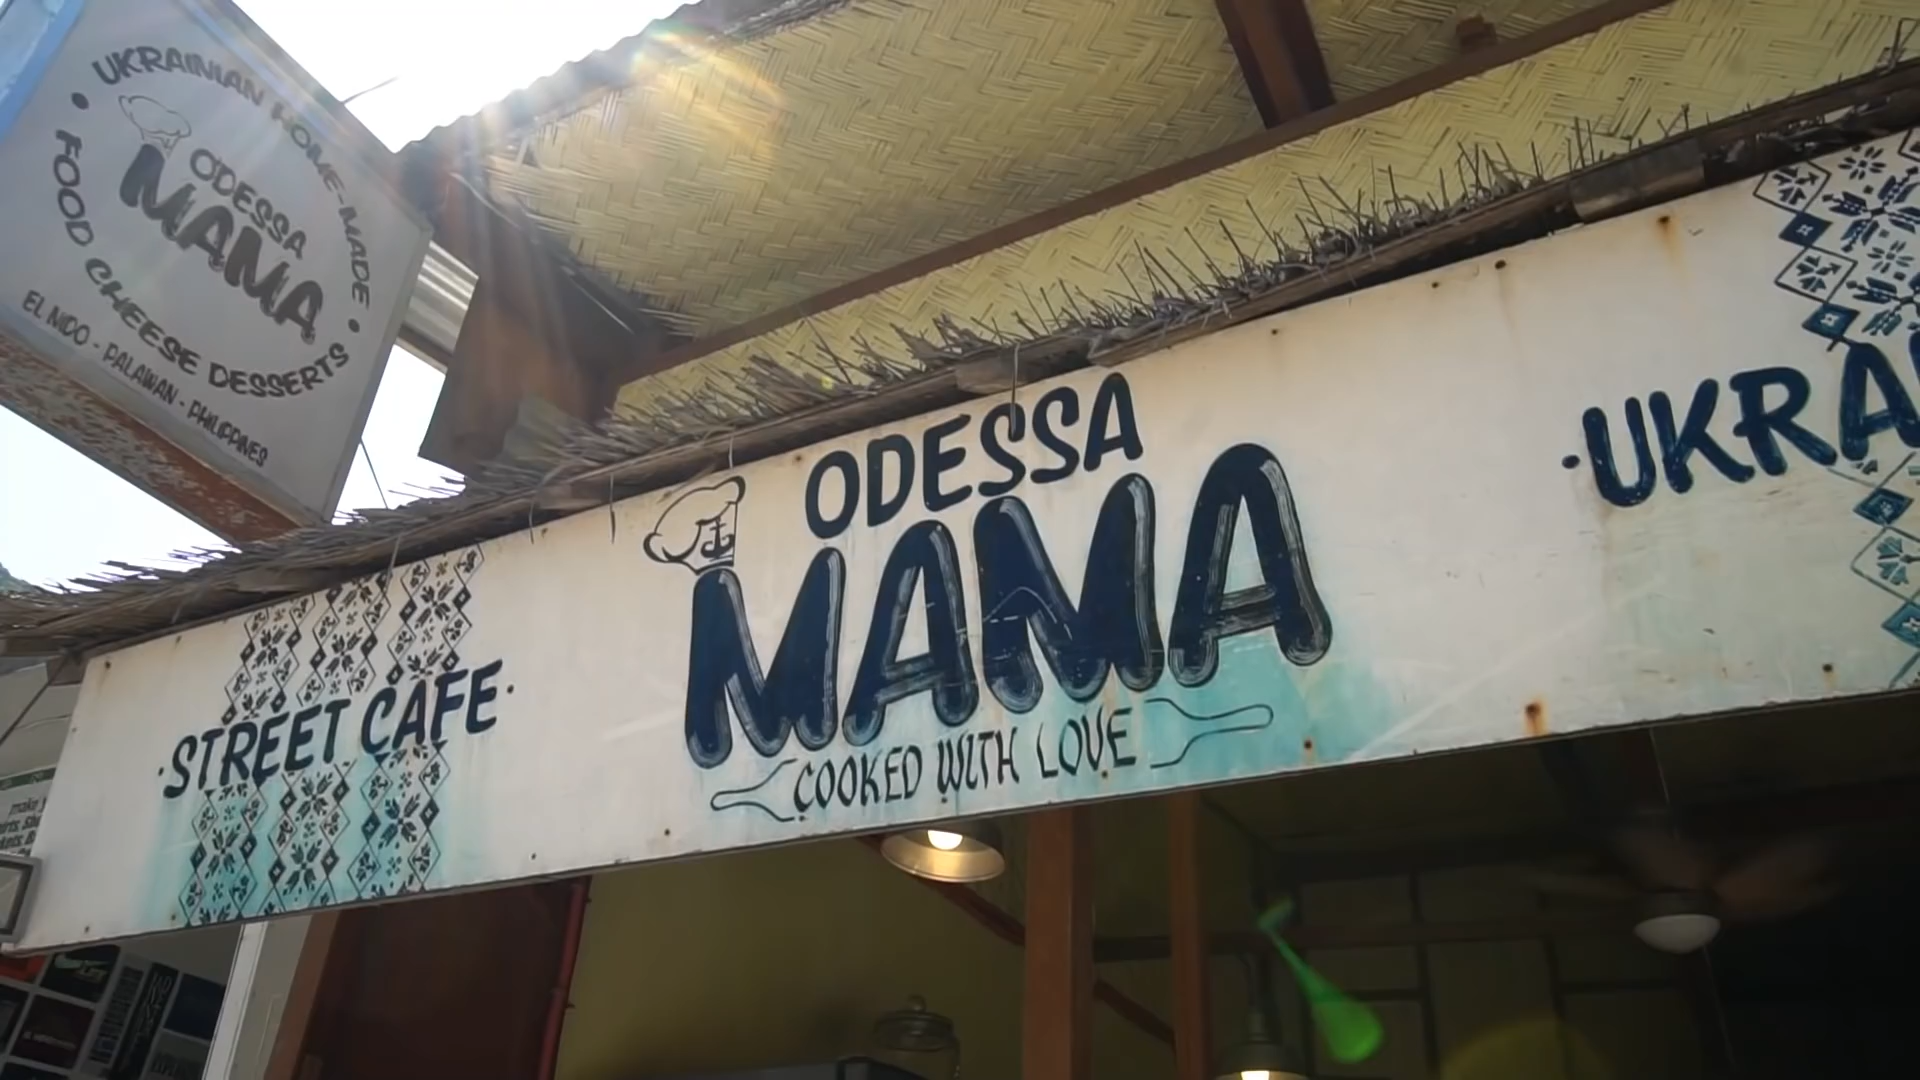 UKRAINIAN HOME-MADE
ODESSA
MAMA
FOOD CHEESE DESSERTS
EL NIDO - PALAWAN - PHILIPPINES
·STREET CAFE·
ODESSA
MAMA
COOKED WITH LOVE
·UKRA